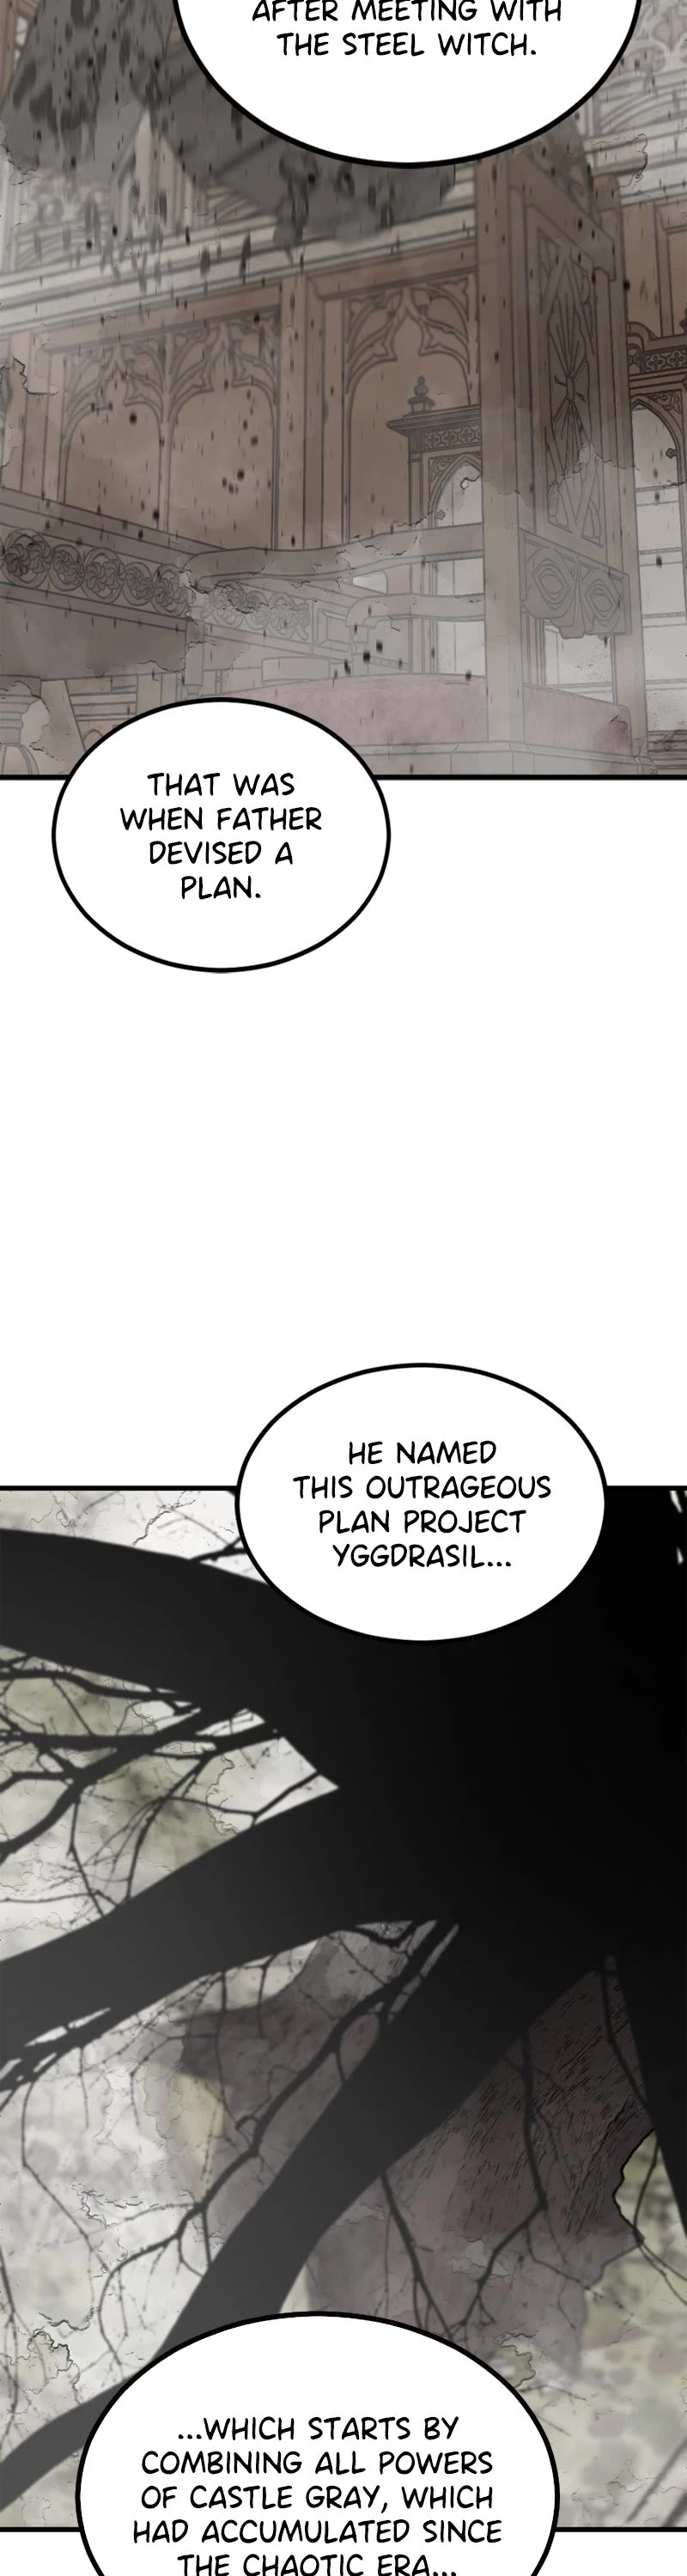 AFTER MEETING WITH
THE STEEL WITCH.
THAT WAS
WHEN FATHER
DEVISED A
PLAN.
HE NAMED
THIS OUTRAGEOUS
PLAN PROJECT
YGGDRASIL...
...WHICH STARTS BY
COMBINING ALL POWERS
OF CASTLE GRAY, WHICH
HAD ACCUMULATED SINCE
THE CHAOTIC ERA...